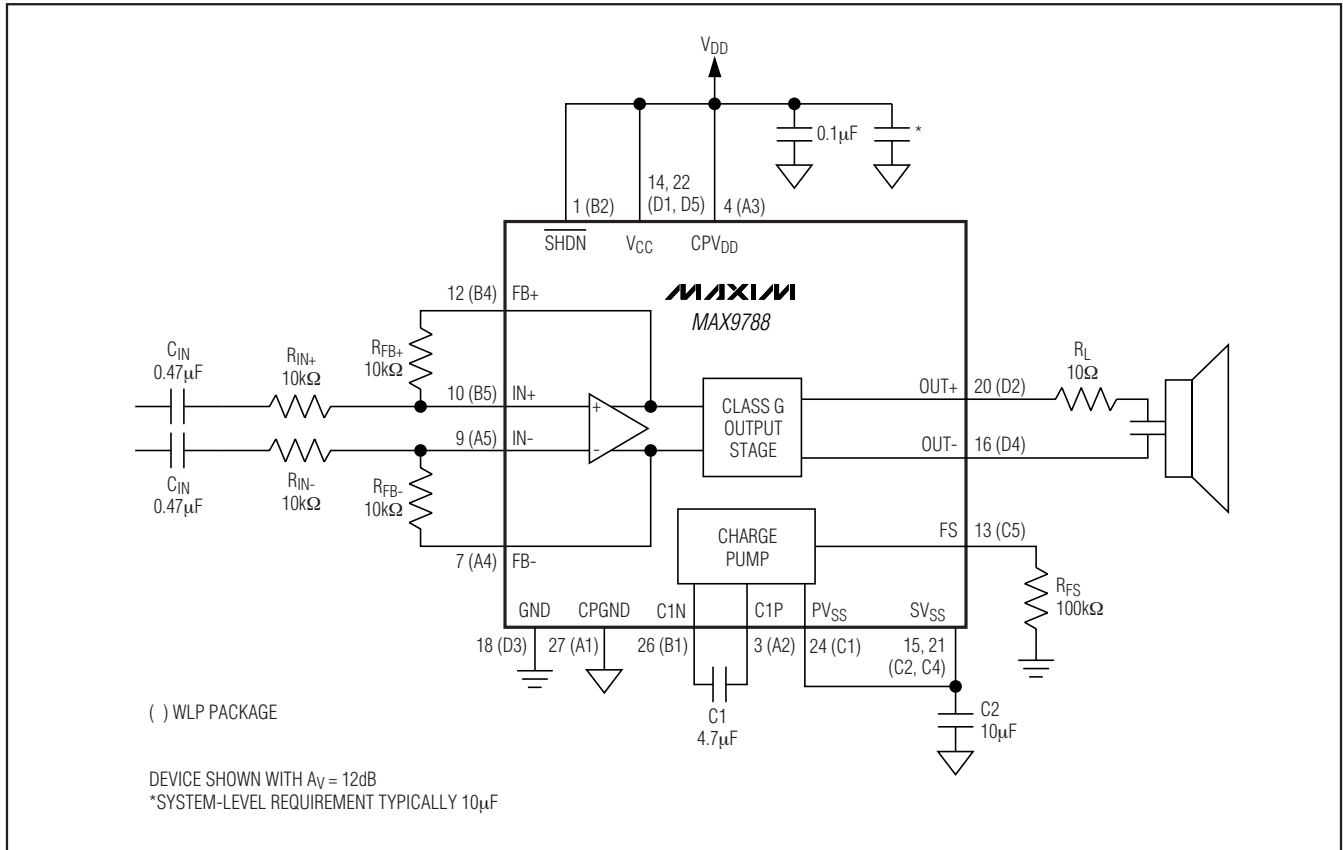 VDD
0.1µF
*
14, 22
(D1, D5)
1 (B2)
4 (A3)
SHDN
VCC
CPVDD
MAXIM
MAX9788
12 (B4)
FB+
CIN
0.47µF
RIN+
10kΩ
RFB+
10kΩ
10 (B5)
IN+
+
9 (A5)
IN-
-
CIN
0.47µF
RIN-
10kΩ
RFB-
10kΩ
7 (A4)
FB-
CLASS G
OUTPUT
STAGE
OUT+
20 (D2)
RL
10Ω
OUT-
16 (D4)
CHARGE
PUMP
FS
13 (C5)
RFS
100kΩ
GND
CPGND
C1N
C1P
PVSS
SVSS
18 (D3)
27 (A1)
26 (B1)
3 (A2)
24 (C1)
15, 21
(C2, C4)
C1
4.7µF
C2
10µF
( ) WLP PACKAGE
DEVICE SHOWN WITH AV = 12dB
*SYSTEM-LEVEL REQUIREMENT TYPICALLY 10µF